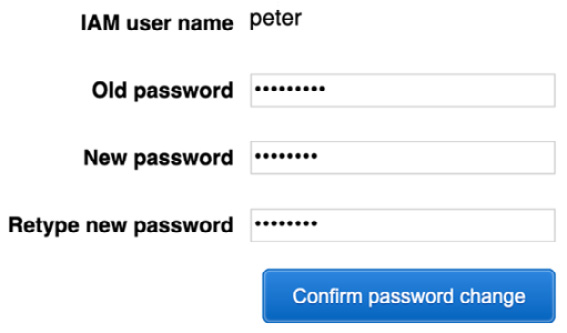 IAM user name peter
Old password •••••••••
New password ••••••••
Retype new password ••••••••
Confirm password change